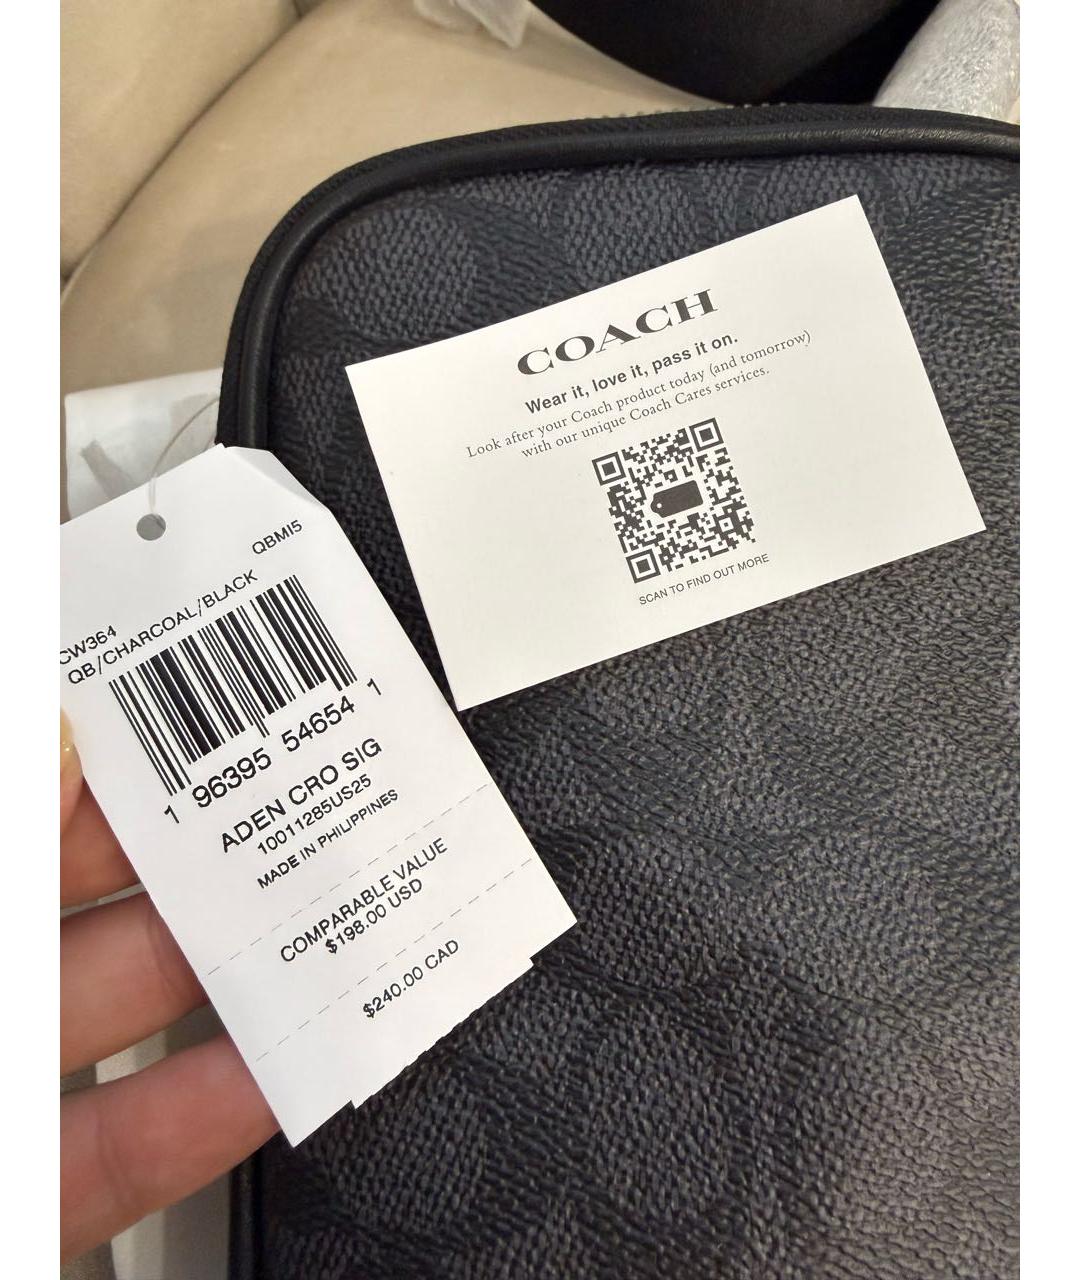 COACH
Wear it, love it, pass it on.
Look after your Coach product today (and tomorrow)
with our unique Coach Cares services.
SCAN TO FIND OUT MORE
QBMI5
CW364
QB/CHARCOAL/BLACK
1 96395 54654 1
ADEN CRO SIG
10011285US25
MADE IN PHILIPPINES
COMPARABLE VALUE
$198.00 USD
$240.00 CAD